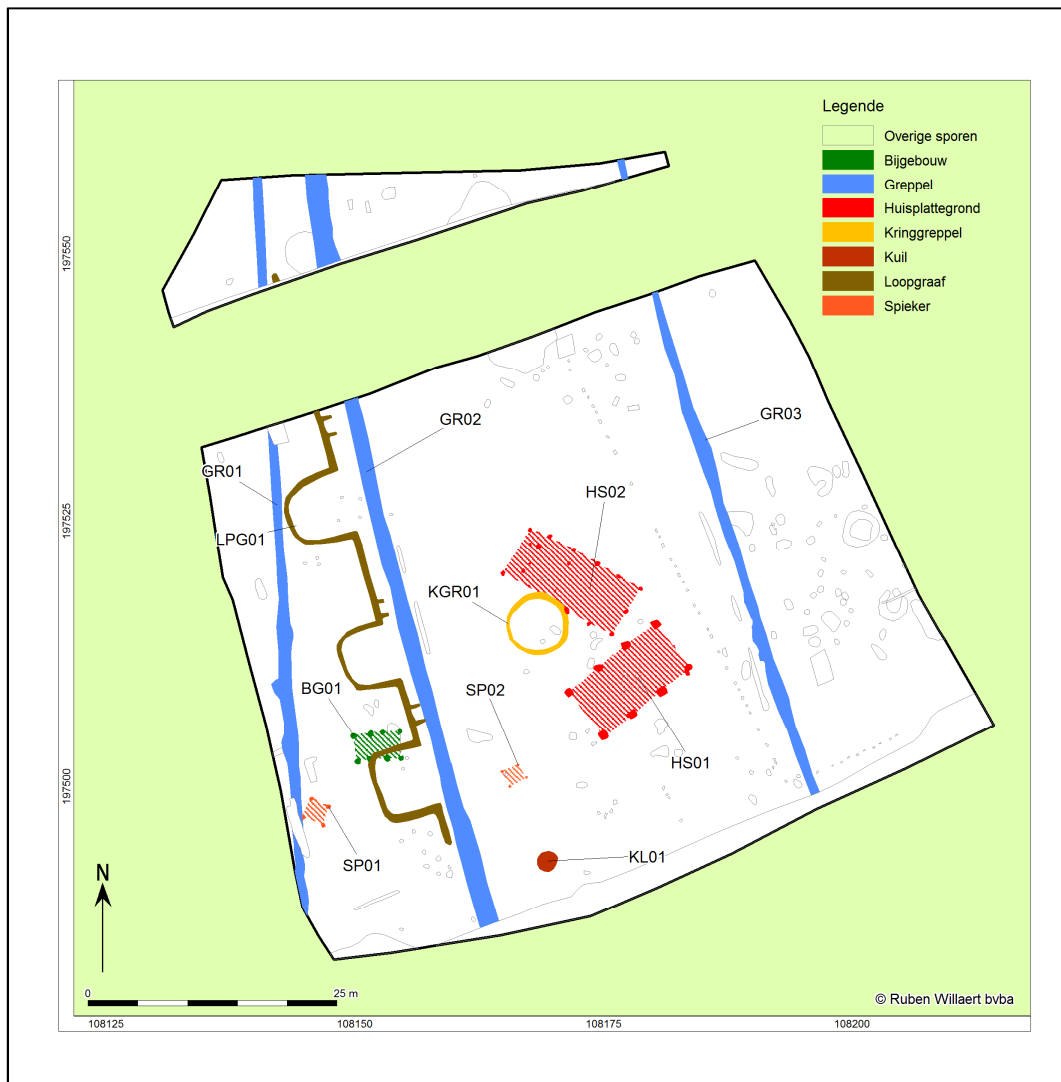 Legende
Overige sporen
Bijgebouw
Greppel
Huisplattegrond
Kringgreppel
Kuil
Loopgraaf
Spieker
197550
197525
197500
GR02
GR03
GR01
HS02
LPG01
KGR01
SP02
BG01
HS01
SP01
KL01
N
0 25 m
© Ruben Willaert bvba
108125 108150 108175 108200